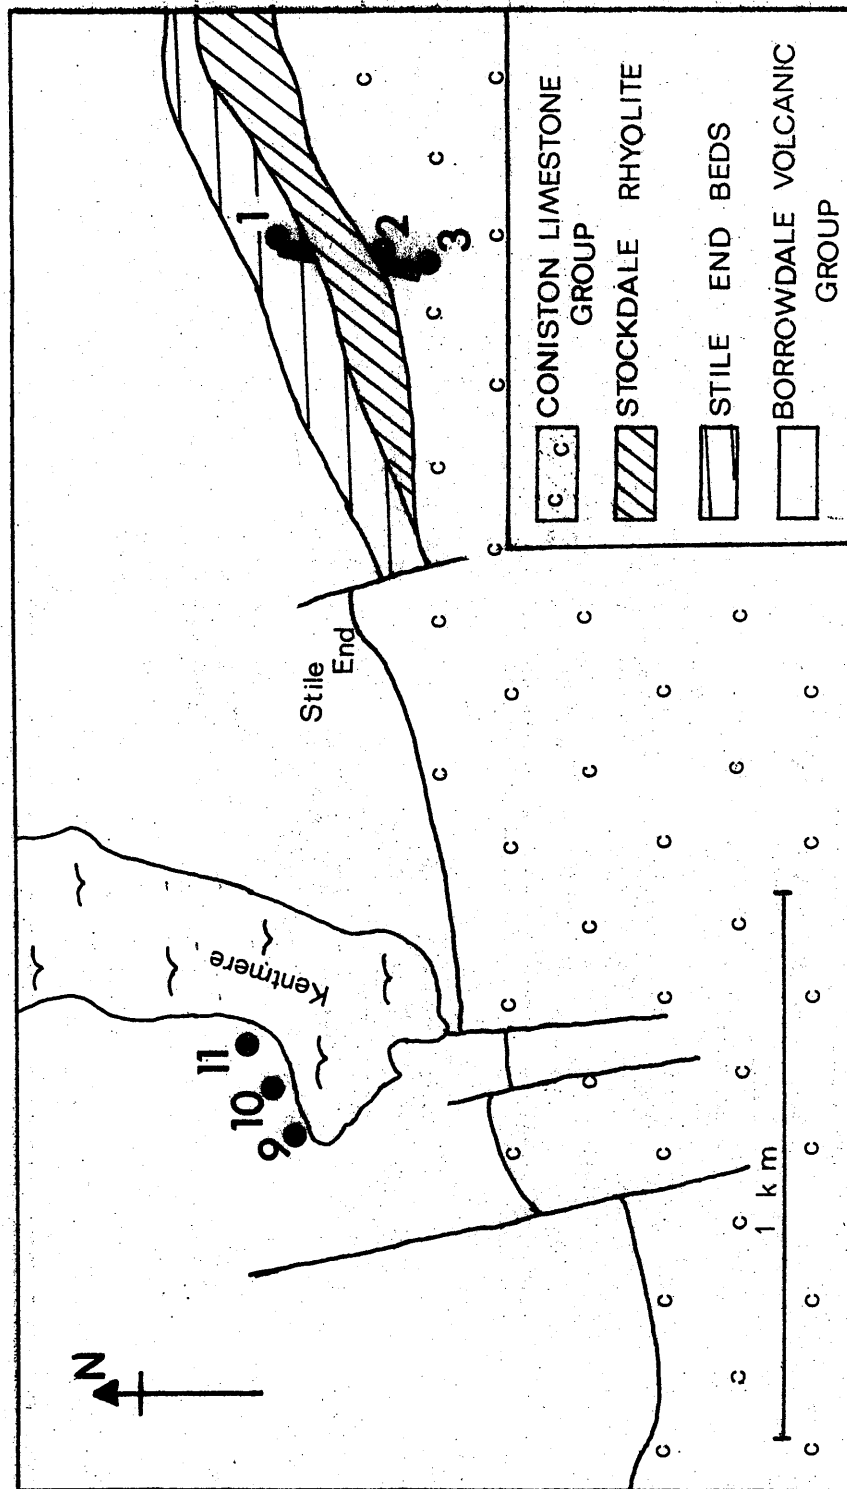 N
9
10
11
Kentmere
Stile
End
1
2
3
1 km
CONISTON LIMESTONE
GROUP
STOCKDALE RHYOLITE
STILE END BEDS
BORROWDALE VOLCANIC
GROUP
c c c c c c c c c c c c c c c c c c c c c c c c c c c c c c c c c c c c c c c